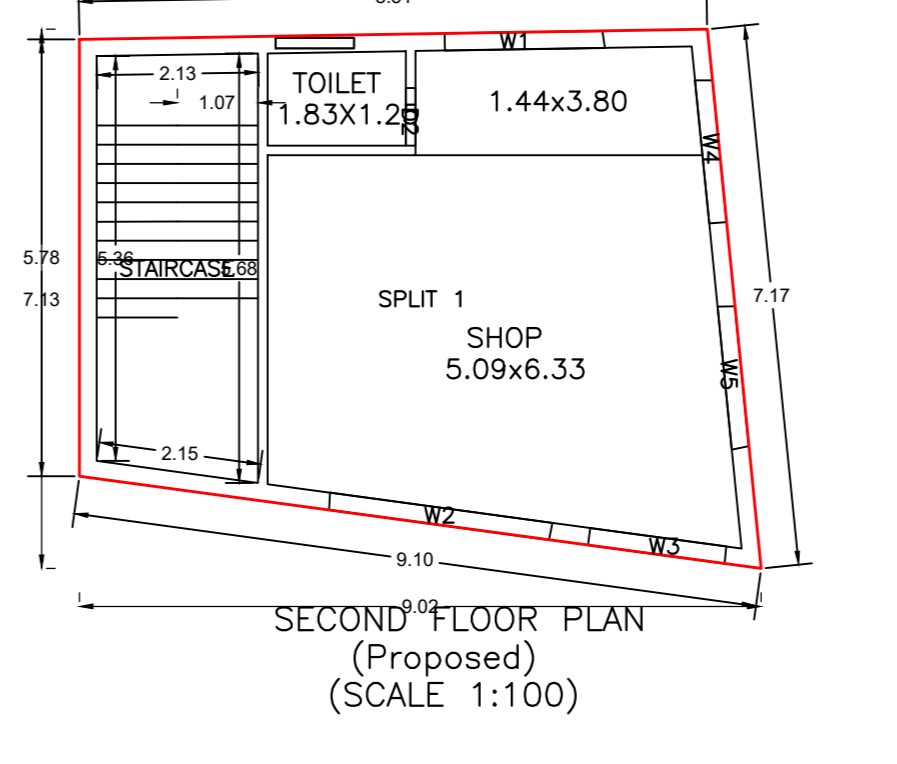 W1
2.13
TOILET
1.07
1.83X1.2
D2
1.44x3.80
W4
5.78
5.36
STAIRCASE
5.68
7.13
SPLIT 1
7.17
SHOP
5.09x6.33
W5
2.15
W2
W3
9.10
9.02
SECOND FLOOR PLAN
(Proposed)
(SCALE 1:100)